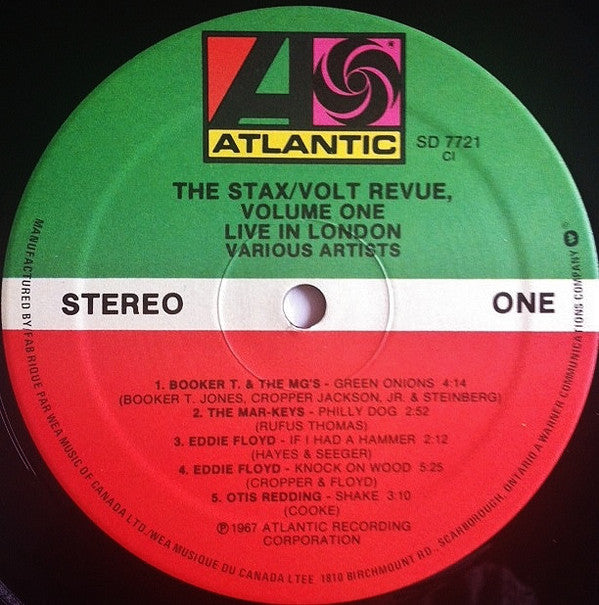 ATLANTIC
SD 7721
CI
THE STAX/VOLT REVUE,
VOLUME ONE
LIVE IN LONDON
VARIOUS ARTISTS
STEREO
ONE
1. BOOKER T. & THE MG'S - GREEN ONIONS 4:14
(BOOKER T. JONES, CROPPER JACKSON, JR. & STEINBERG)
2. THE MAR-KEYS - PHILLY DOG 2:52
(RUFUS THOMAS)
3. EDDIE FLOYD - IF I HAD A HAMMER 2:12
(HAYES & SEEGER)
4. EDDIE FLOYD - KNOCK ON WOOD 5:25
(CROPPER & FLOYD)
5. OTIS REDDING - SHAKE 3:10
(COOKE)
Ⓟ1967 ATLANTIC RECORDING
CORPORATION
MANUFACTURED BY/FABRIQUE PAR WEA MUSIC OF CANADA LTD./WEA MUSIQUE DU CANADA LTEE 1810 BIRCHMOUNT RD., SCARBOROUGH, ONTARIO A WARNER COMMUNICATIONS COMPANY